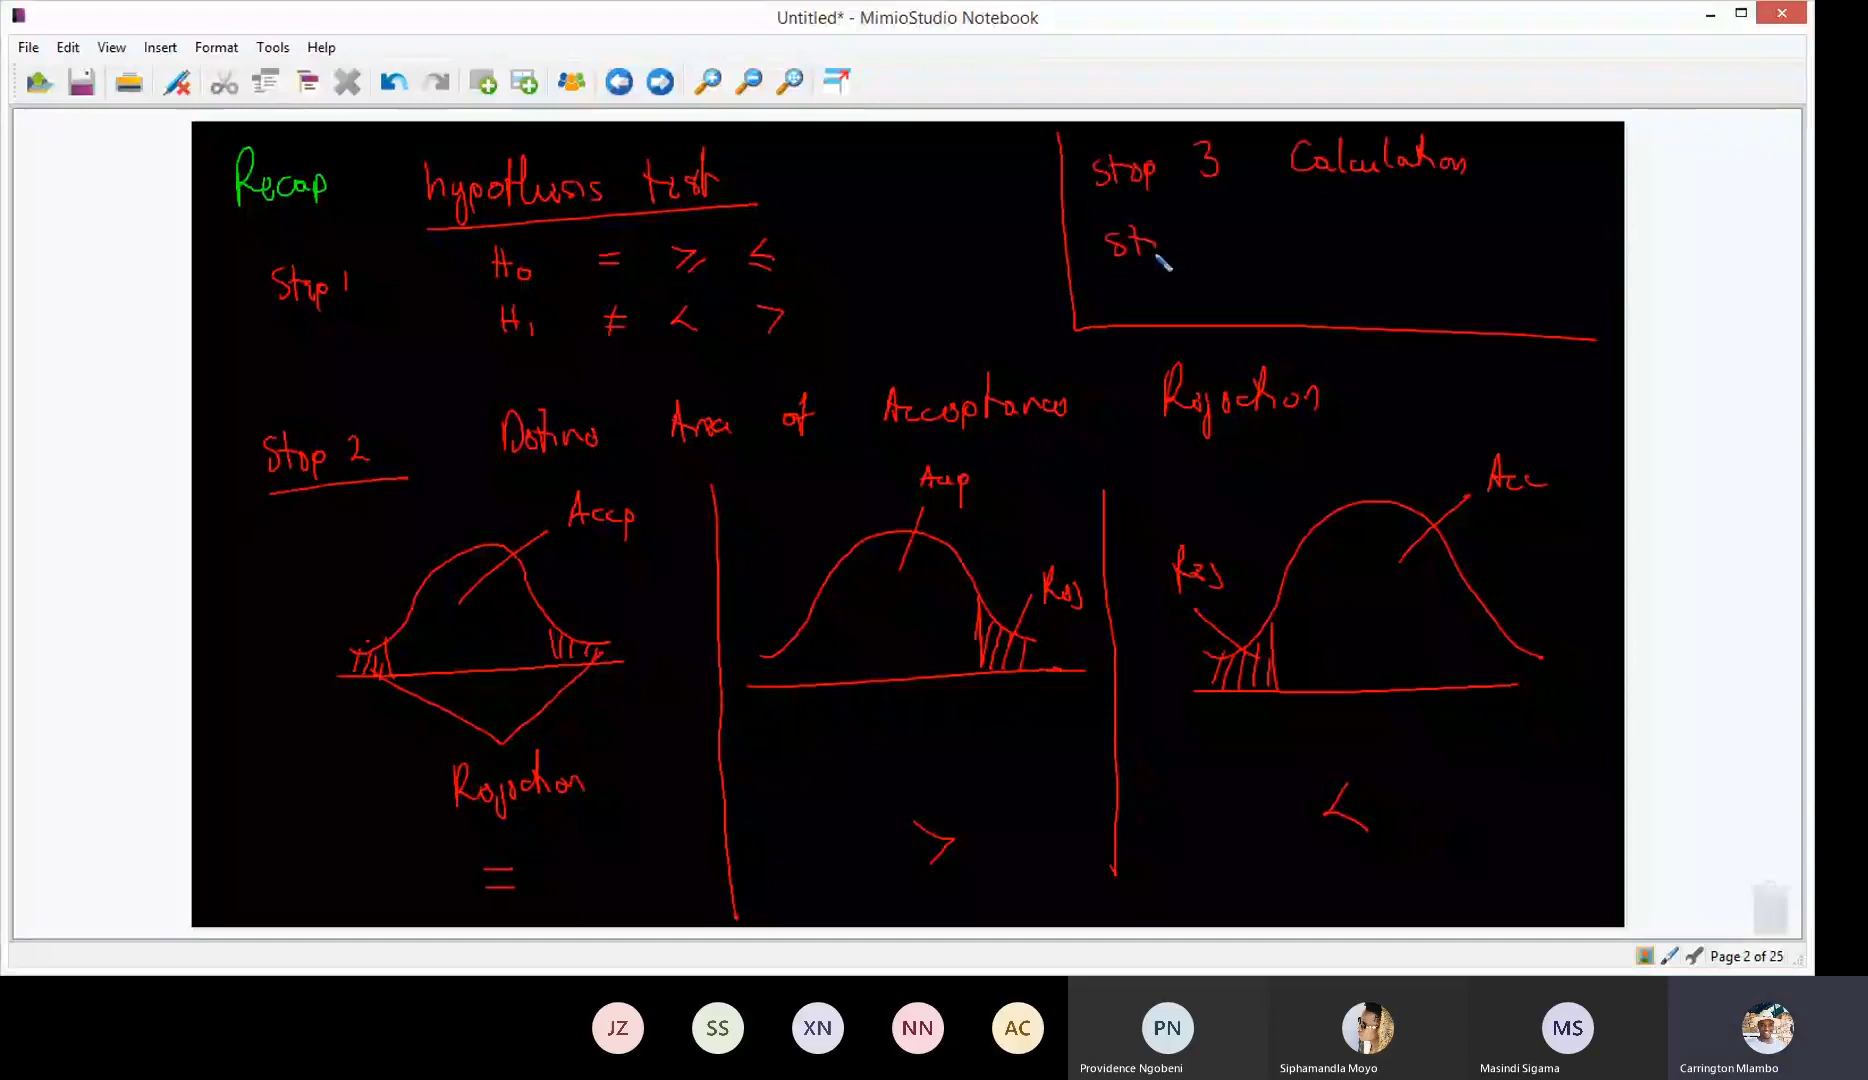 Untitled* - MimioStudio Notebook
File Edit View Insert Format Tools Help
Recap hypothesis test
Step 1
H0 = ≥ ≤
H1 ≠ < >
Step 3 Calculation
St
Step 2 Define Area of Acceptance Rejection
Accp
Rejection
=
Accp
Rej
>
Acc
Rej
<
Page 2 of 25
JZ SS XN NN AC PN MS
Providence Ngobeni Siphamandla Moyo Masindi Sigama Carrington Mlambo